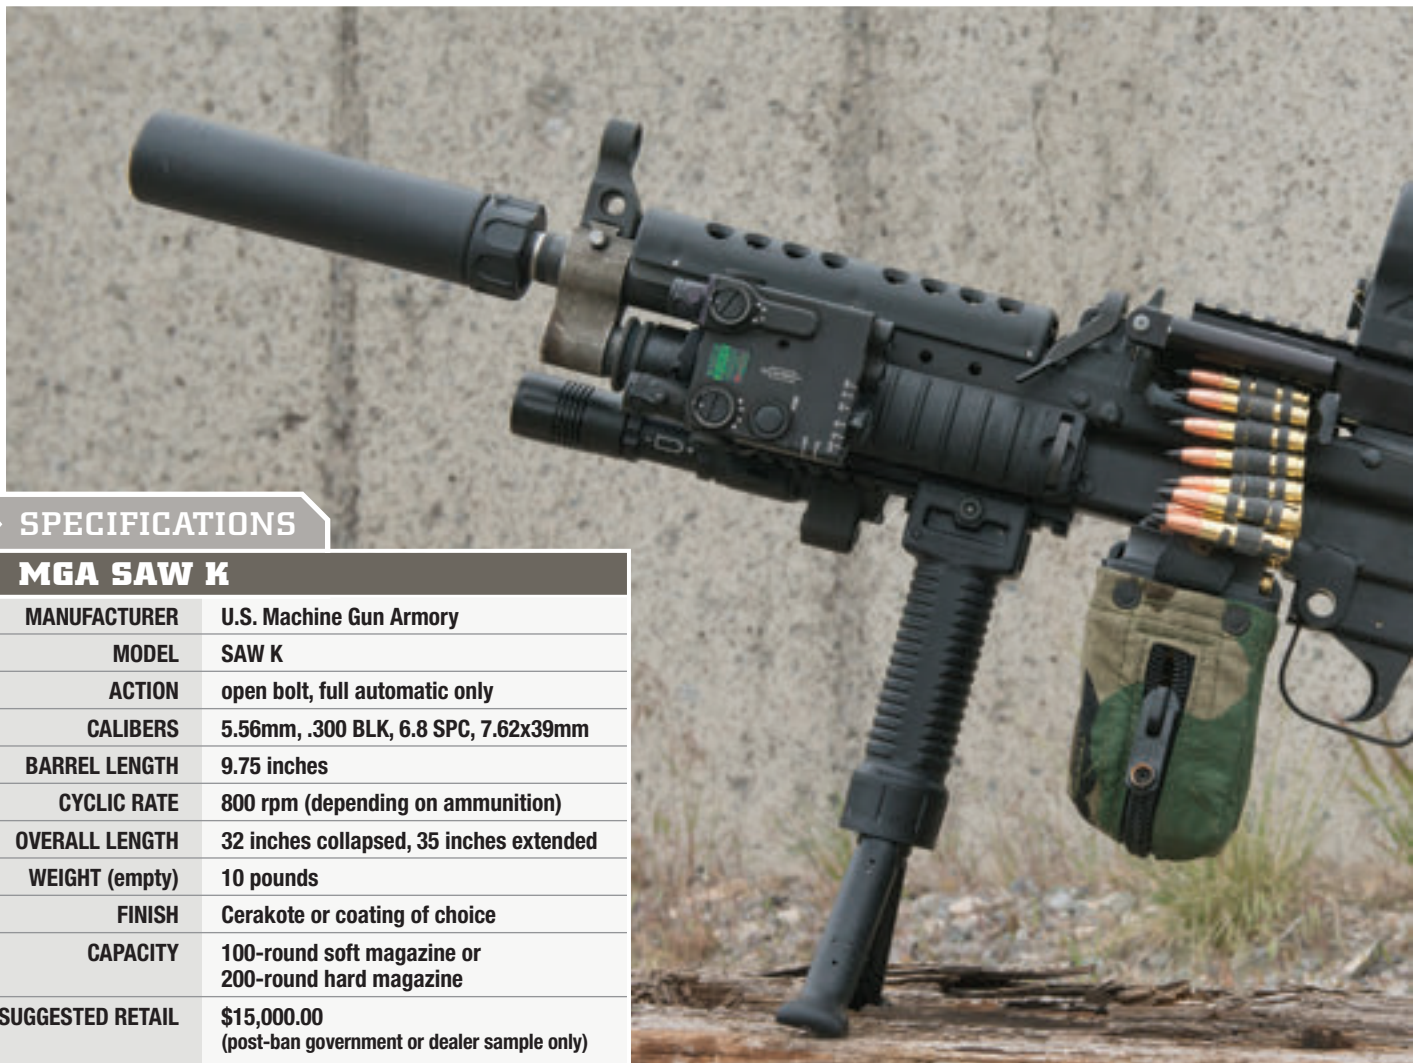 SPECIFICATIONS
MGA SAW K
MANUFACTURER U.S. Machine Gun Armory
MODEL SAW K
ACTION open bolt, full automatic only
CALIBERS 5.56mm, .300 BLK, 6.8 SPC, 7.62x39mm
BARREL LENGTH 9.75 inches
CYCLIC RATE 800 rpm (depending on ammunition)
OVERALL LENGTH 32 inches collapsed, 35 inches extended
WEIGHT (empty) 10 pounds
FINISH Cerakote or coating of choice
CAPACITY 100-round soft magazine or
200-round hard magazine
SUGGESTED RETAIL $15,000.00
(post-ban government or dealer sample only)